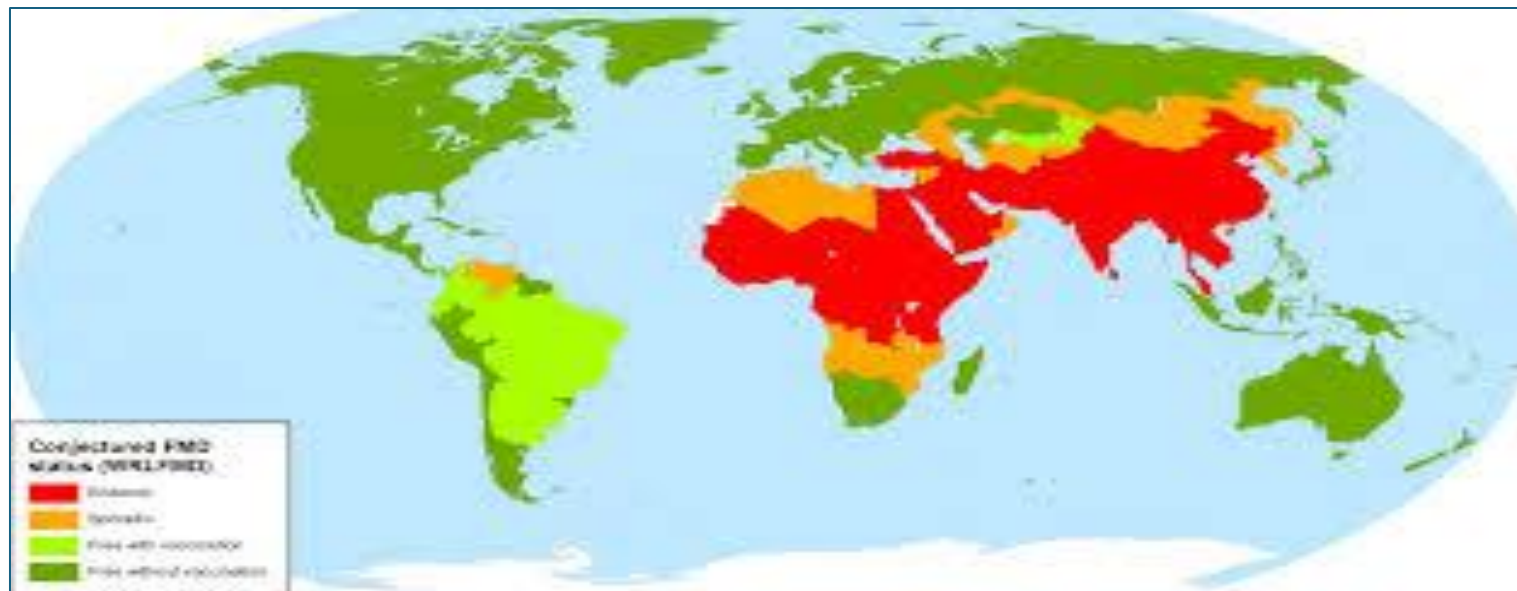 Conjectured FMD
status (WRLFMD)
Endemic
Sporadic
Free with vaccination
Free without vaccination